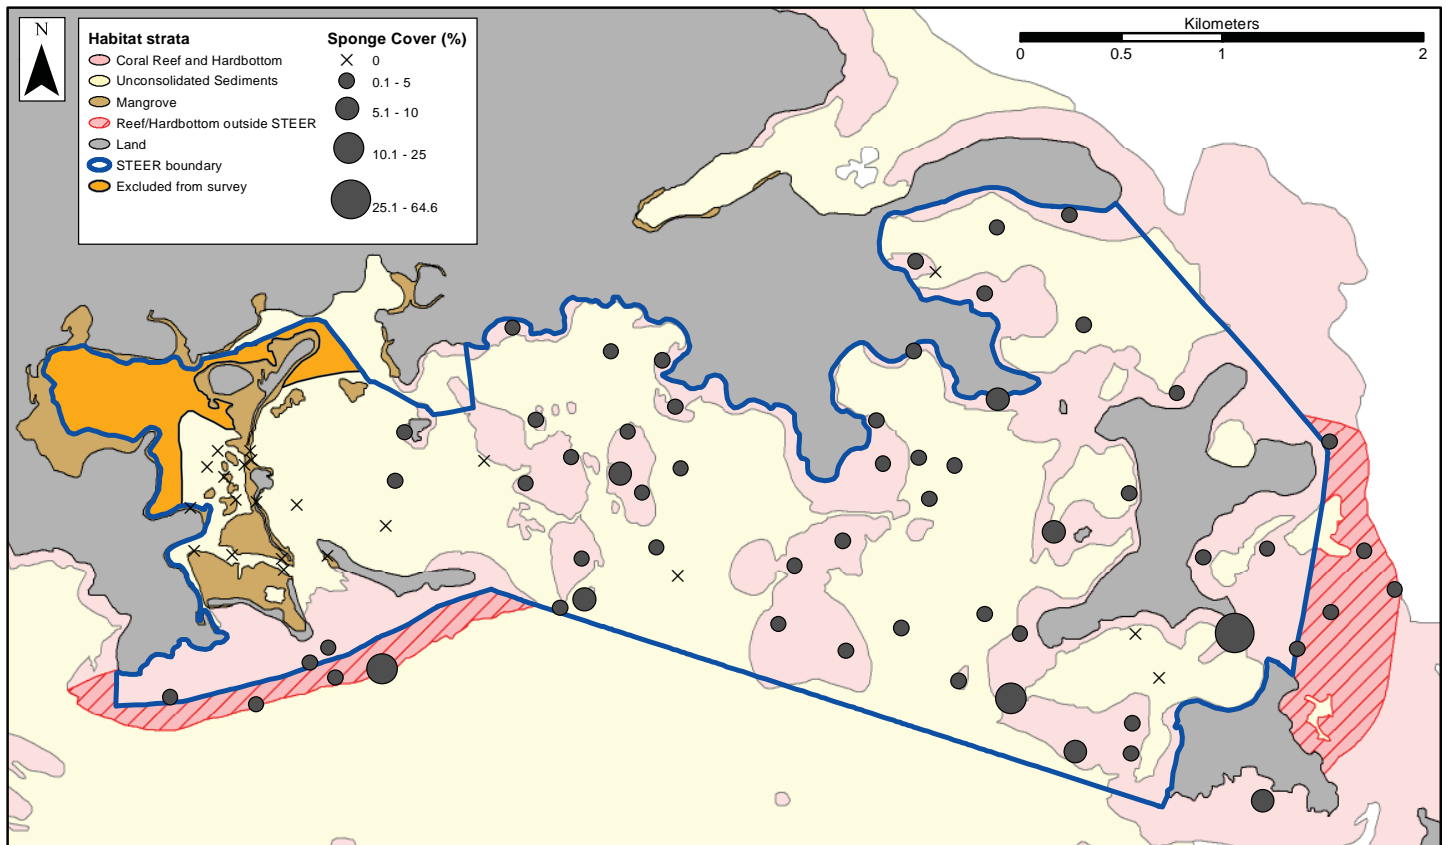 N
Habitat strata
Coral Reef and Hardbottom
Unconsolidated Sediments
Mangrove
Reef/Hardbottom outside STEER
Land
STEER boundary
Excluded from survey
Sponge Cover (%)
0
0.1 - 5
5.1 - 10
10.1 - 25
25.1 - 64.6
Kilometers
0 0.5 1 2